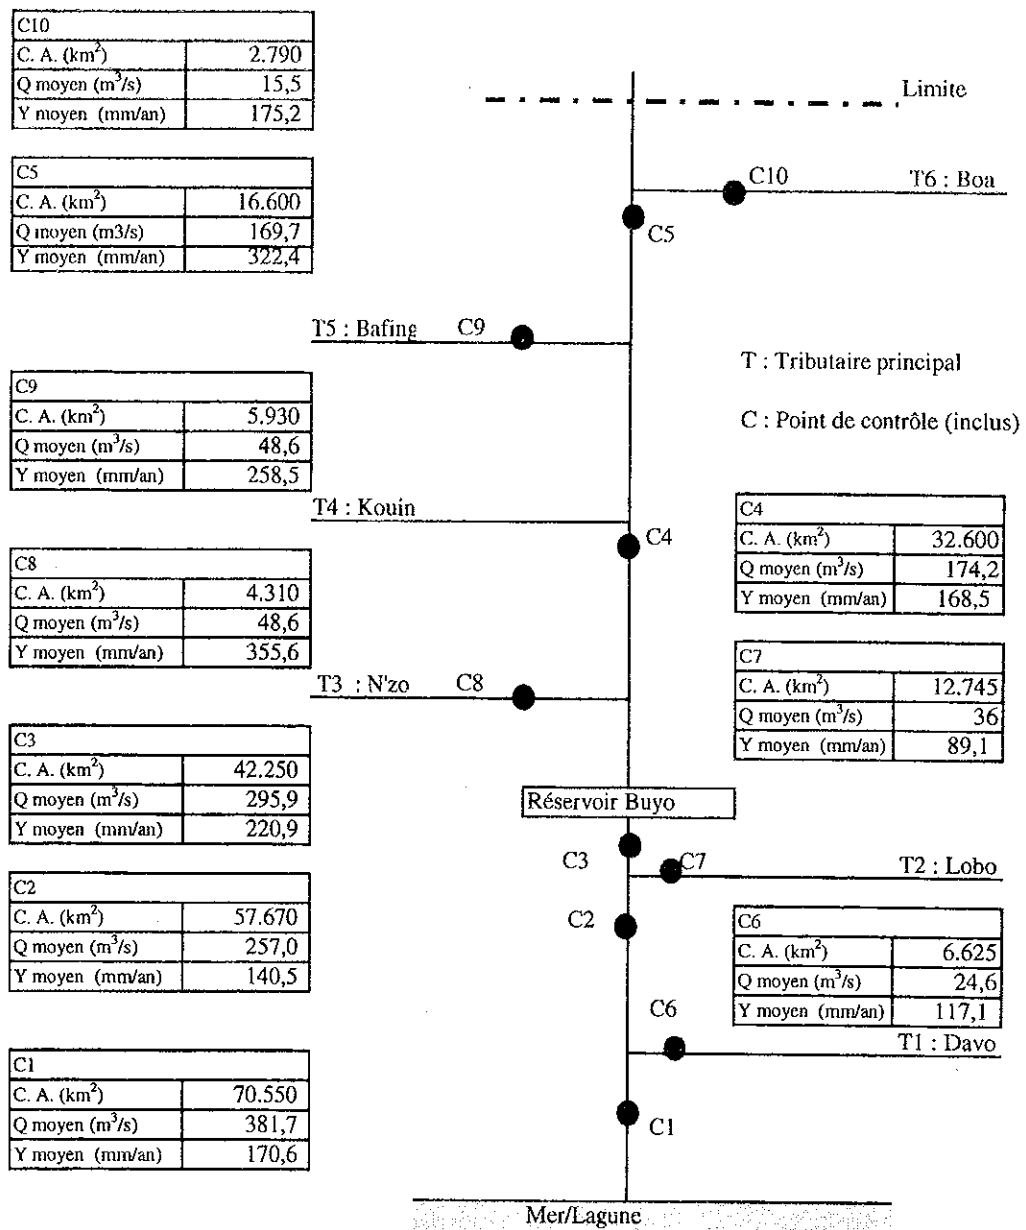 C10
C. A. (km²) 2.790
Q moyen (m³/s) 15,5
Y moyen (mm/an) 175,2
Limite
C5
C. A. (km²) 16.600
Q moyen (m3/s) 169,7
Y moyen (mm/an) 322,4
C10 T6 : Boa
C5
T5 : Bafing C9
T : Tributaire principal
C9
C. A. (km²) 5.930
Q moyen (m³/s) 48,6
Y moyen (mm/an) 258,5
C : Point de contrôle (inclus)
T4 : Kouin
C4
C4
C. A. (km²) 32.600
Q moyen (m³/s) 174,2
Y moyen (mm/an) 168,5
C8
C. A. (km²) 4.310
Q moyen (m³/s) 48,6
Y moyen (mm/an) 355,6
C7
C. A. (km²) 12.745
Q moyen (m³/s) 36
Y moyen (mm/an) 89,1
T3 : N'zo C8
C3
C. A. (km²) 42.250
Q moyen (m³/s) 295,9
Y moyen (mm/an) 220,9
Réservoir Buyo
C3 C7 T2 : Lobo
C2
C. A. (km²) 57.670
Q moyen (m³/s) 257,0
Y moyen (mm/an) 140,5
C2
C6
C. A. (km²) 6.625
Q moyen (m³/s) 24,6
Y moyen (mm/an) 117,1
C6
T1 : Davo
C1
C. A. (km²) 70.550
Q moyen (m³/s) 381,7
Y moyen (mm/an) 170,6
C1
Mer/Lagune